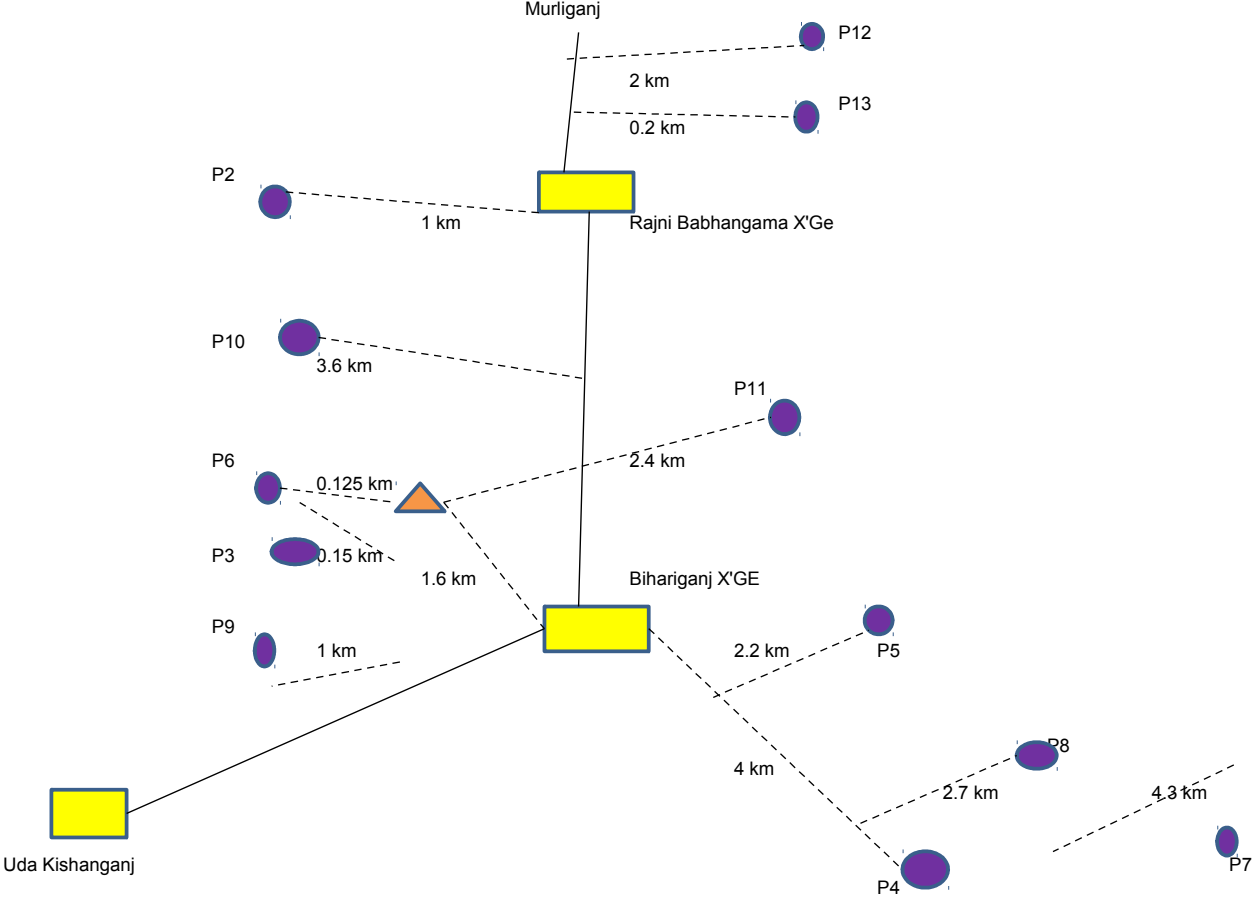 Murliganj
P12
2 km
P13
0.2 km
P2
1 km
Rajni Babhangama X'Ge
P10
3.6 km
P11
P6
2.4 km
0.125 km
P3
0.15 km
1.6 km
Bihariganj X'GE
P9
1 km
2.2 km
P5
P8
4 km
2.7 km
4.3 km
Uda Kishanganj
P4
P7